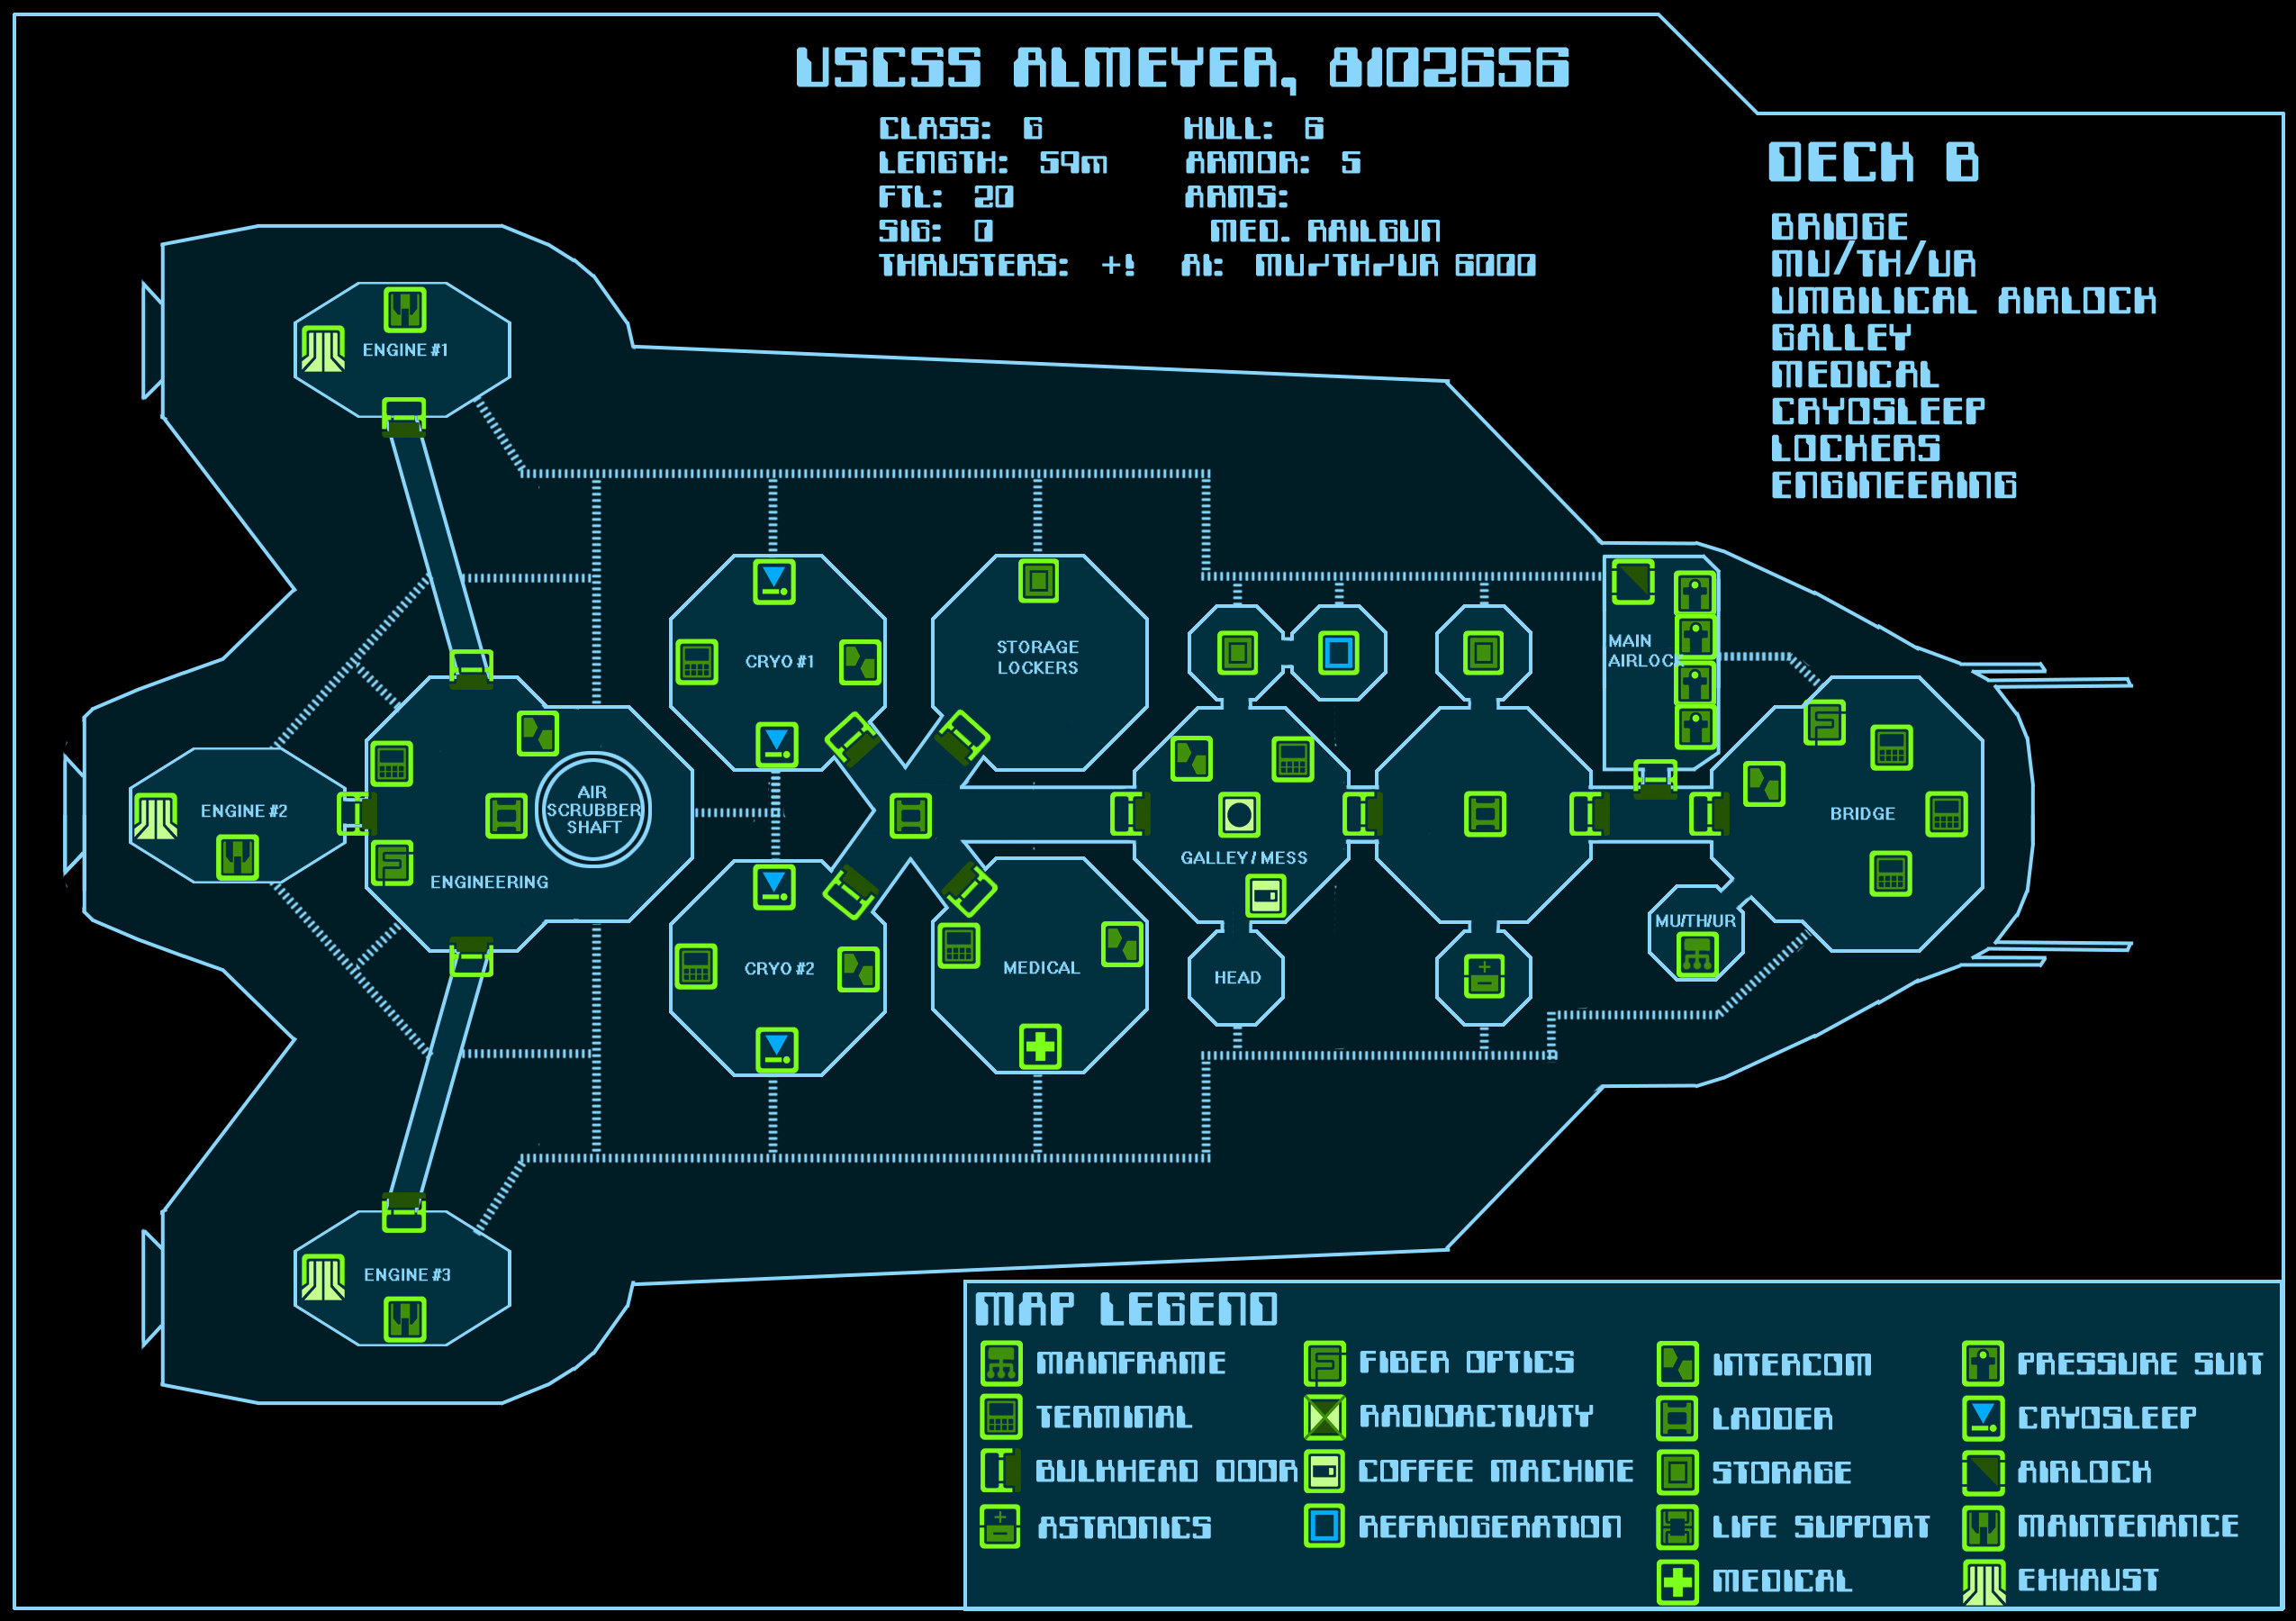 USCSS ALMEYER, 8102656
CLASS: G
HULL: 6
LENGTH: 59m
ARMOR: 5
FTL: 20
ARMS:
SIG: 0
MED. RAILGUN
THRUSTERS: +1
AI: MU/TH/UR 6000
DECK B
BRIDGE
MU/TH/UR
UMBILICAL AIRLOCK
GALLEY
MEDICAL
CRYOSLEEP
LOCKERS
ENGINEERING
ENGINE #1
CRYO #1
STORAGE
LOCKERS
MAIN
AIRLOCK
ENGINE #2
AIR
SCRUBBER
SHAFT
ENGINEERING
GALLEY / MESS
BRIDGE
MU/TH/UR
CRYO #2
MEDICAL
HEAD
ENGINE #3
MAP LEGEND
MAINFRAME
FIBER OPTICS
INTERCOM
PRESSURE SUIT
TERMINAL
RADIOACTIVITY
LADDER
CRYOSLEEP
BULKHEAD DOOR
COFFEE MACHINE
STORAGE
AIRLOCK
ASTRONICS
REFRIDGERATION
LIFE SUPPORT
MAINTENANCE
MEDICAL
EXHAUST